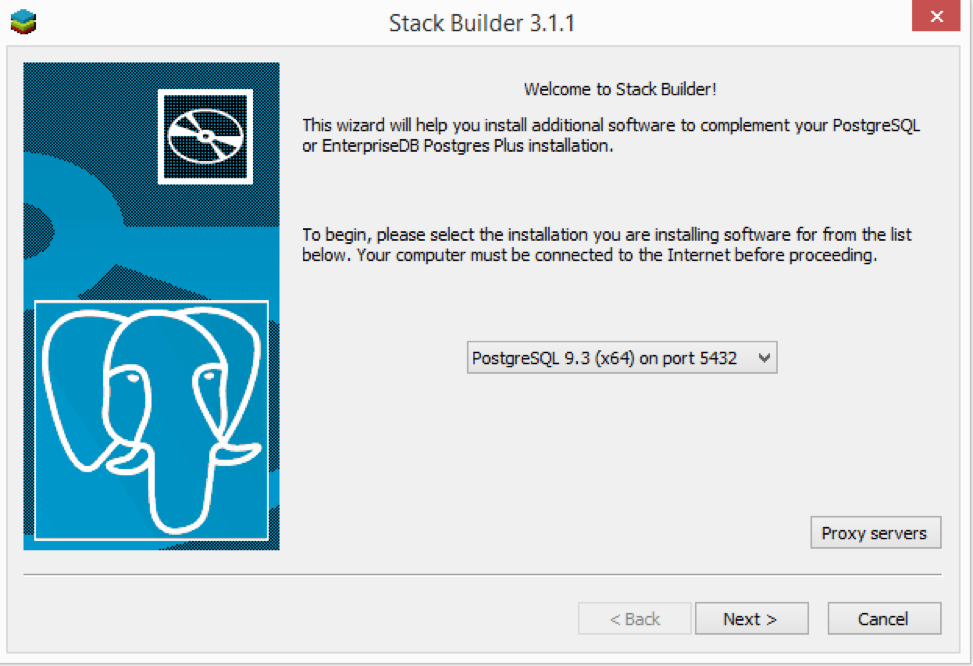 Stack Builder 3.1.1
Welcome to Stack Builder!
This wizard will help you install additional software to complement your PostgreSQL
or EnterpriseDB Postgres Plus installation.
To begin, please select the installation you are installing software for from the list
below. Your computer must be connected to the Internet before proceeding.
PostgreSQL 9.3 (x64) on port 5432
Proxy servers
< Back
Next >
Cancel